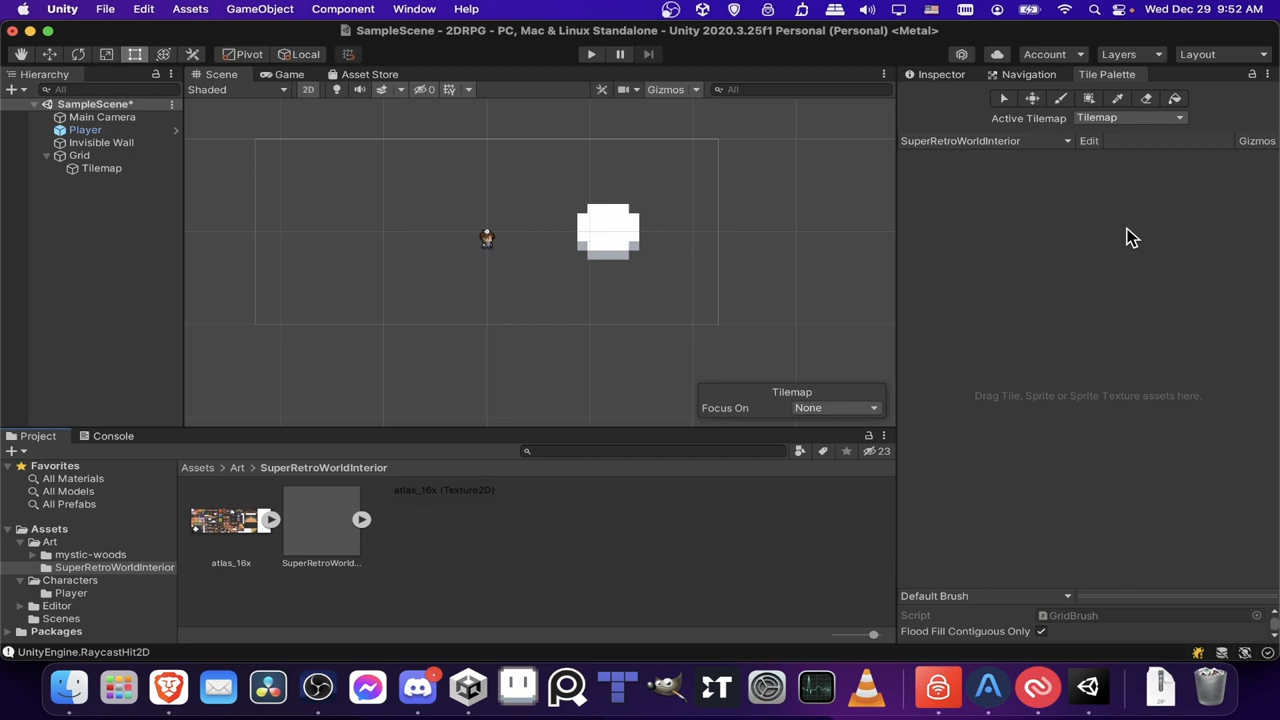 Unity File Edit Assets GameObject Component Window Help Wed Dec 29 9:52 AM
SampleScene - 2DRPG - PC, Mac & Linux Standalone - Unity 2020.3.25f1 Personal (Personal) <Metal>
Pivot Local Account Layers Layout
Hierarchy Scene Game Asset Store Inspector Navigation Tile Palette
All Shaded 2D 0 Gizmos All
SampleScene*
Main Camera
Player
Invisible Wall
Grid
Tilemap
Active Tilemap Tilemap
SuperRetroWorldInterior Edit Gizmos
Drag Tile, Sprite or Sprite Texture assets here.
Tilemap
Focus On None
Project Console
23
Favorites
All Materials
All Models
All Prefabs
Assets
Art
mystic-woods
SuperRetroWorldInterior
Characters
Player
Editor
Scenes
Packages
Assets > Art > SuperRetroWorldInterior
atlas_16x (Texture2D)
atlas_16x SuperRetroWorld...
Default Brush
Script GridBrush
Flood Fill Contiguous Only
UnityEngine.RaycastHit2D
ZIP